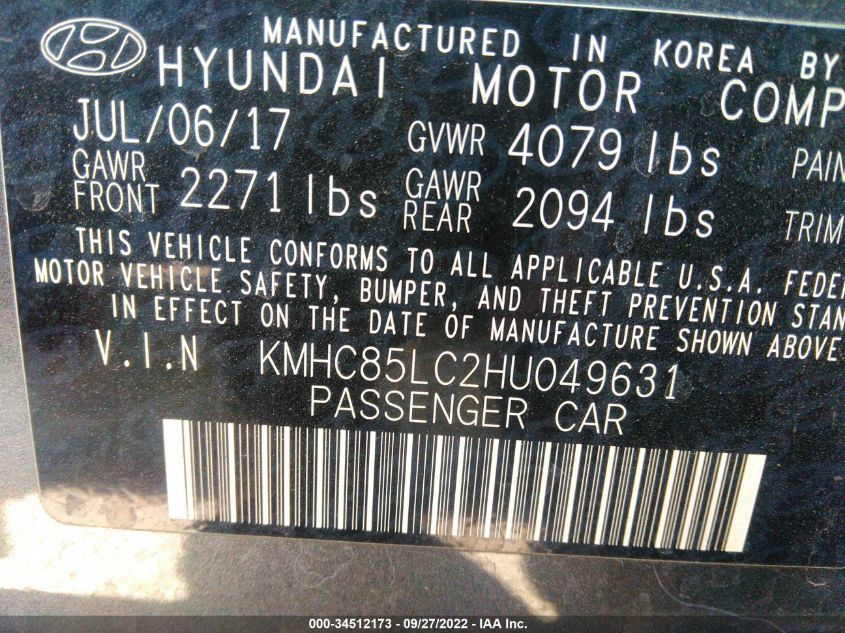 MANUFACTURED IN KOREA BY
HYUNDAI MOTOR COMP
JUL/06/17 GVWR 4079 lbs PAIN
GAWR FRONT 2271 lbs GAWR REAR 2094 lbs TRIM
THIS VEHICLE CONFORMS TO ALL APPLICABLE U.S.A. FEDER
MOTOR VEHICLE SAFETY, BUMPER, AND THEFT PREVENTION STAN
IN EFFECT ON THE DATE OF MANUFACTURE SHOWN ABOVE
V.I.N KMHC85LC2HU049631
PASSENGER CAR
000-34512173 - 09/27/2022 - IAA Inc.